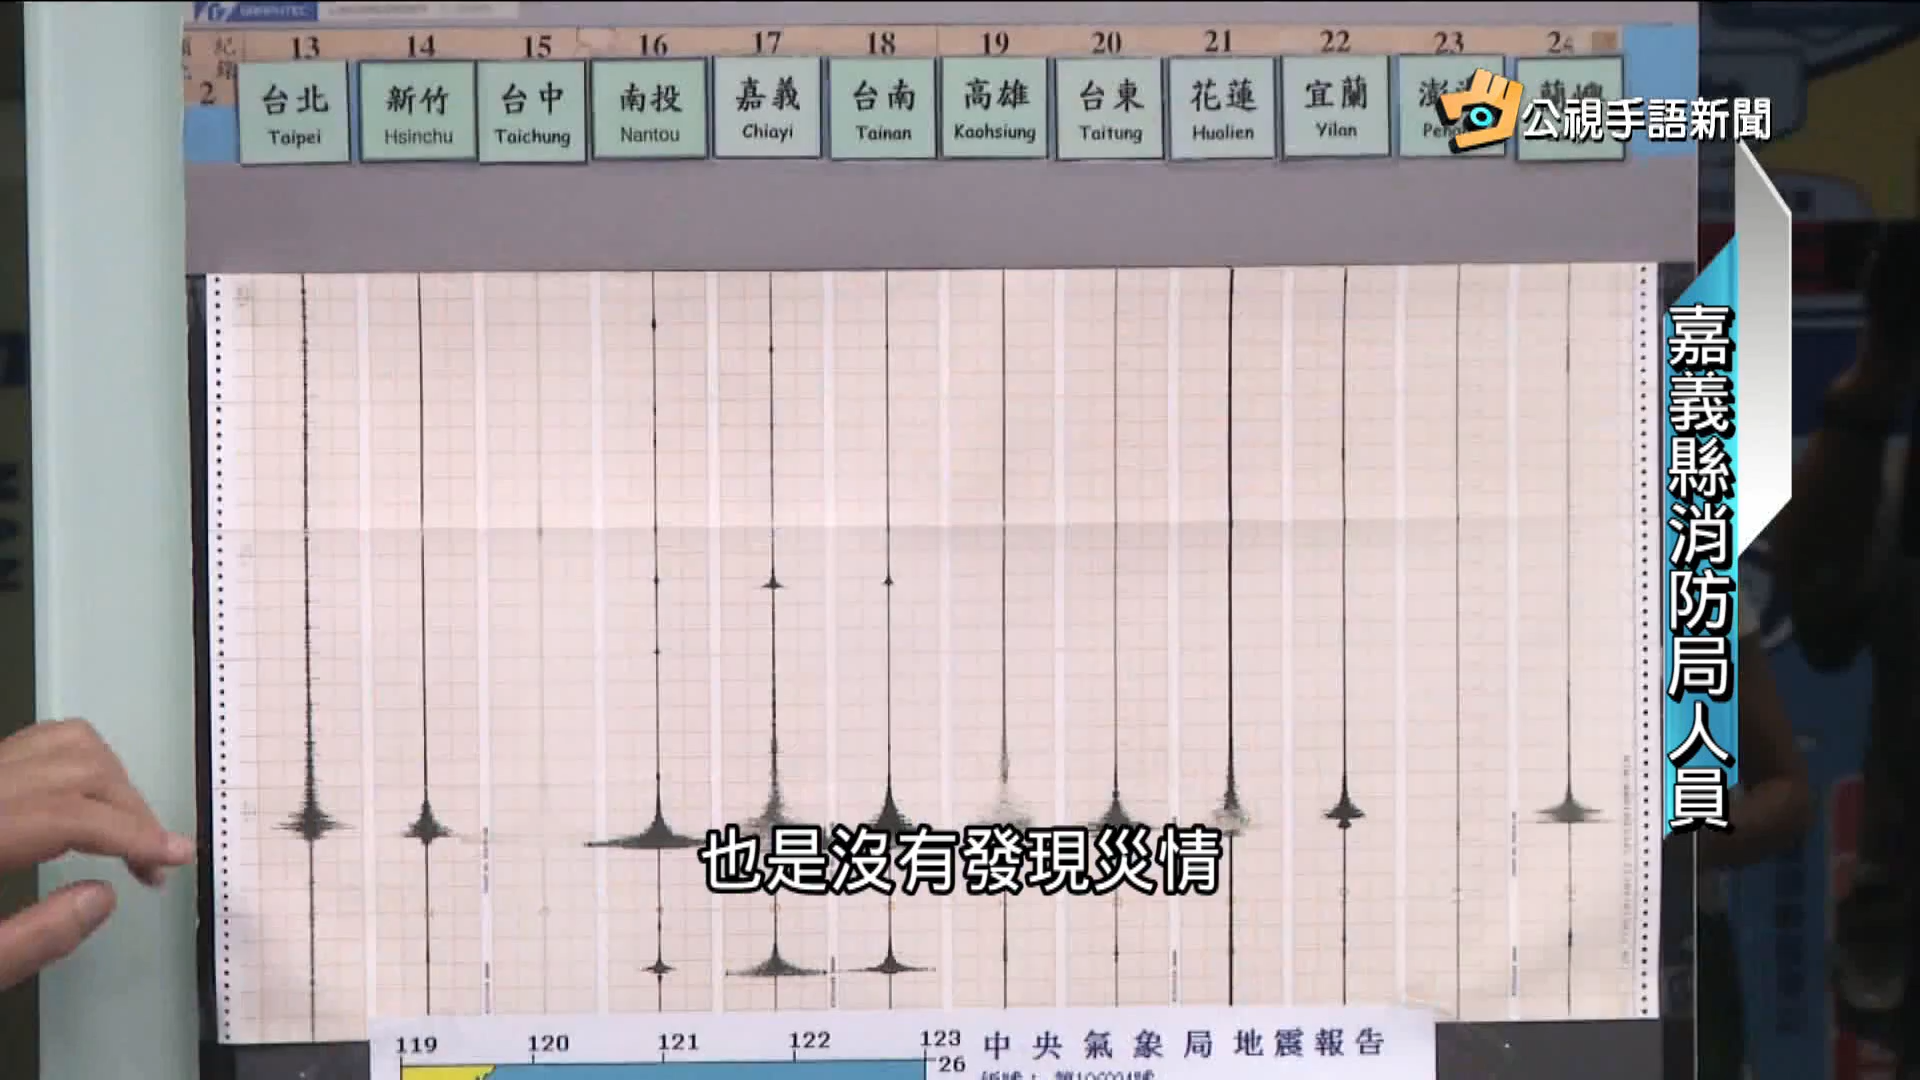 GRAPHTEC
13 14 15 16 17 18 19 20 21 22 23
紀
錄
2
台北 新竹 台中 南投 嘉義 台南 高雄 台東 花蓮 宜蘭
Taipei Hsinchu Taichung Nantou Chiayi Tainan Kaohsiung Taitung Hualien Yilan
公視手語新聞
嘉義縣消防局人員
也是沒有發現災情
119 120 121 122 123
26
中央氣象局地震報告